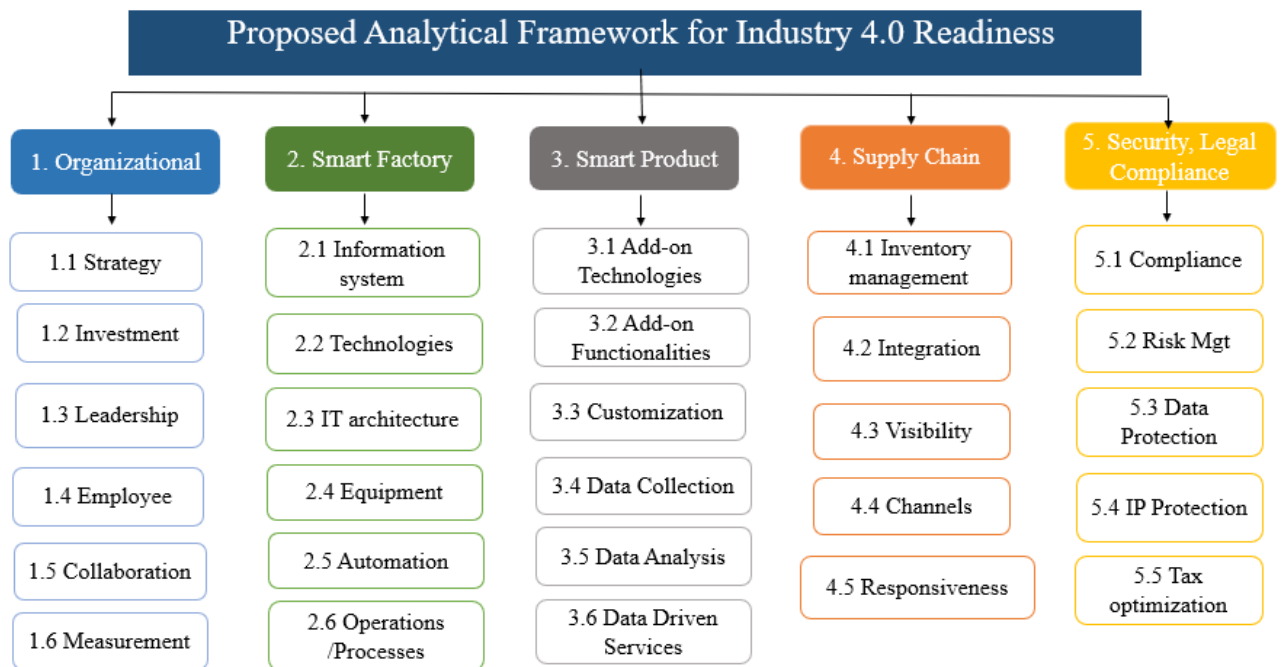 Proposed Analytical Framework for Industry 4.0 Readiness
1. Organizational
1.1 Strategy
1.2 Investment
1.3 Leadership
1.4 Employee
1.5 Collaboration
1.6 Measurement
2. Smart Factory
2.1 Information
system
2.2 Technologies
2.3 IT architecture
2.4 Equipment
2.5 Automation
2.6 Operations
/Processes
3. Smart Product
3.1 Add-on
Technologies
3.2 Add-on
Functionalities
3.3 Customization
3.4 Data Collection
3.5 Data Analysis
3.6 Data Driven
Services
4. Supply Chain
4.1 Inventory
management
4.2 Integration
4.3 Visibility
4.4 Channels
4.5 Responsiveness
5. Security, Legal
Compliance
5.1 Compliance
5.2 Risk Mgt
5.3 Data
Protection
5.4 IP Protection
5.5 Tax
optimization